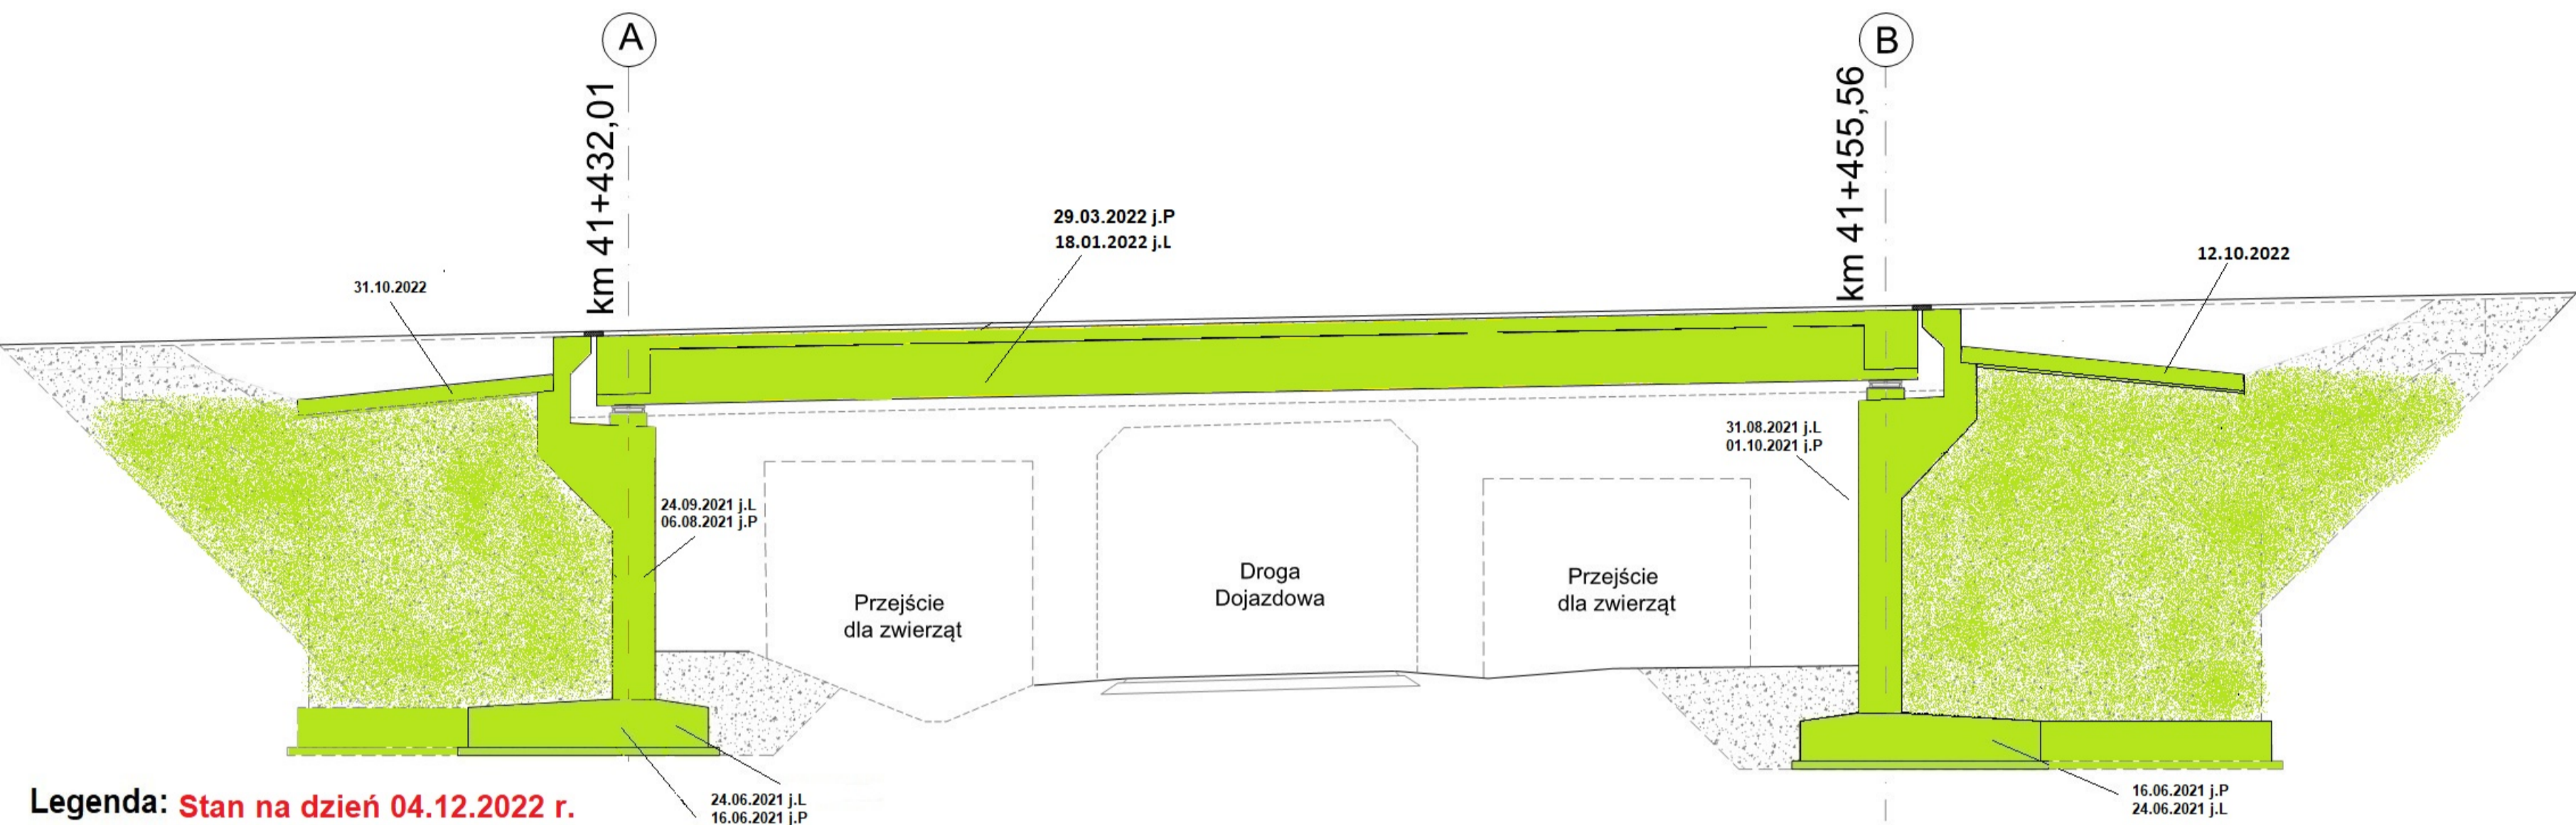 A
B
km 41+432,01
km 41+455,56
29.03.2022 j.P
18.01.2022 j.L
12.10.2022
31.10.2022
31.08.2021 j.L
01.10.2021 j.P
24.09.2021 j.L
06.08.2021 j.P
Przejście
dla zwierząt
Droga
Dojazdowa
Przejście
dla zwierząt
24.06.2021 j.L
16.06.2021 j.P
16.06.2021 j.P
24.06.2021 j.L
Legenda: Stan na dzień 04.12.2022 r.